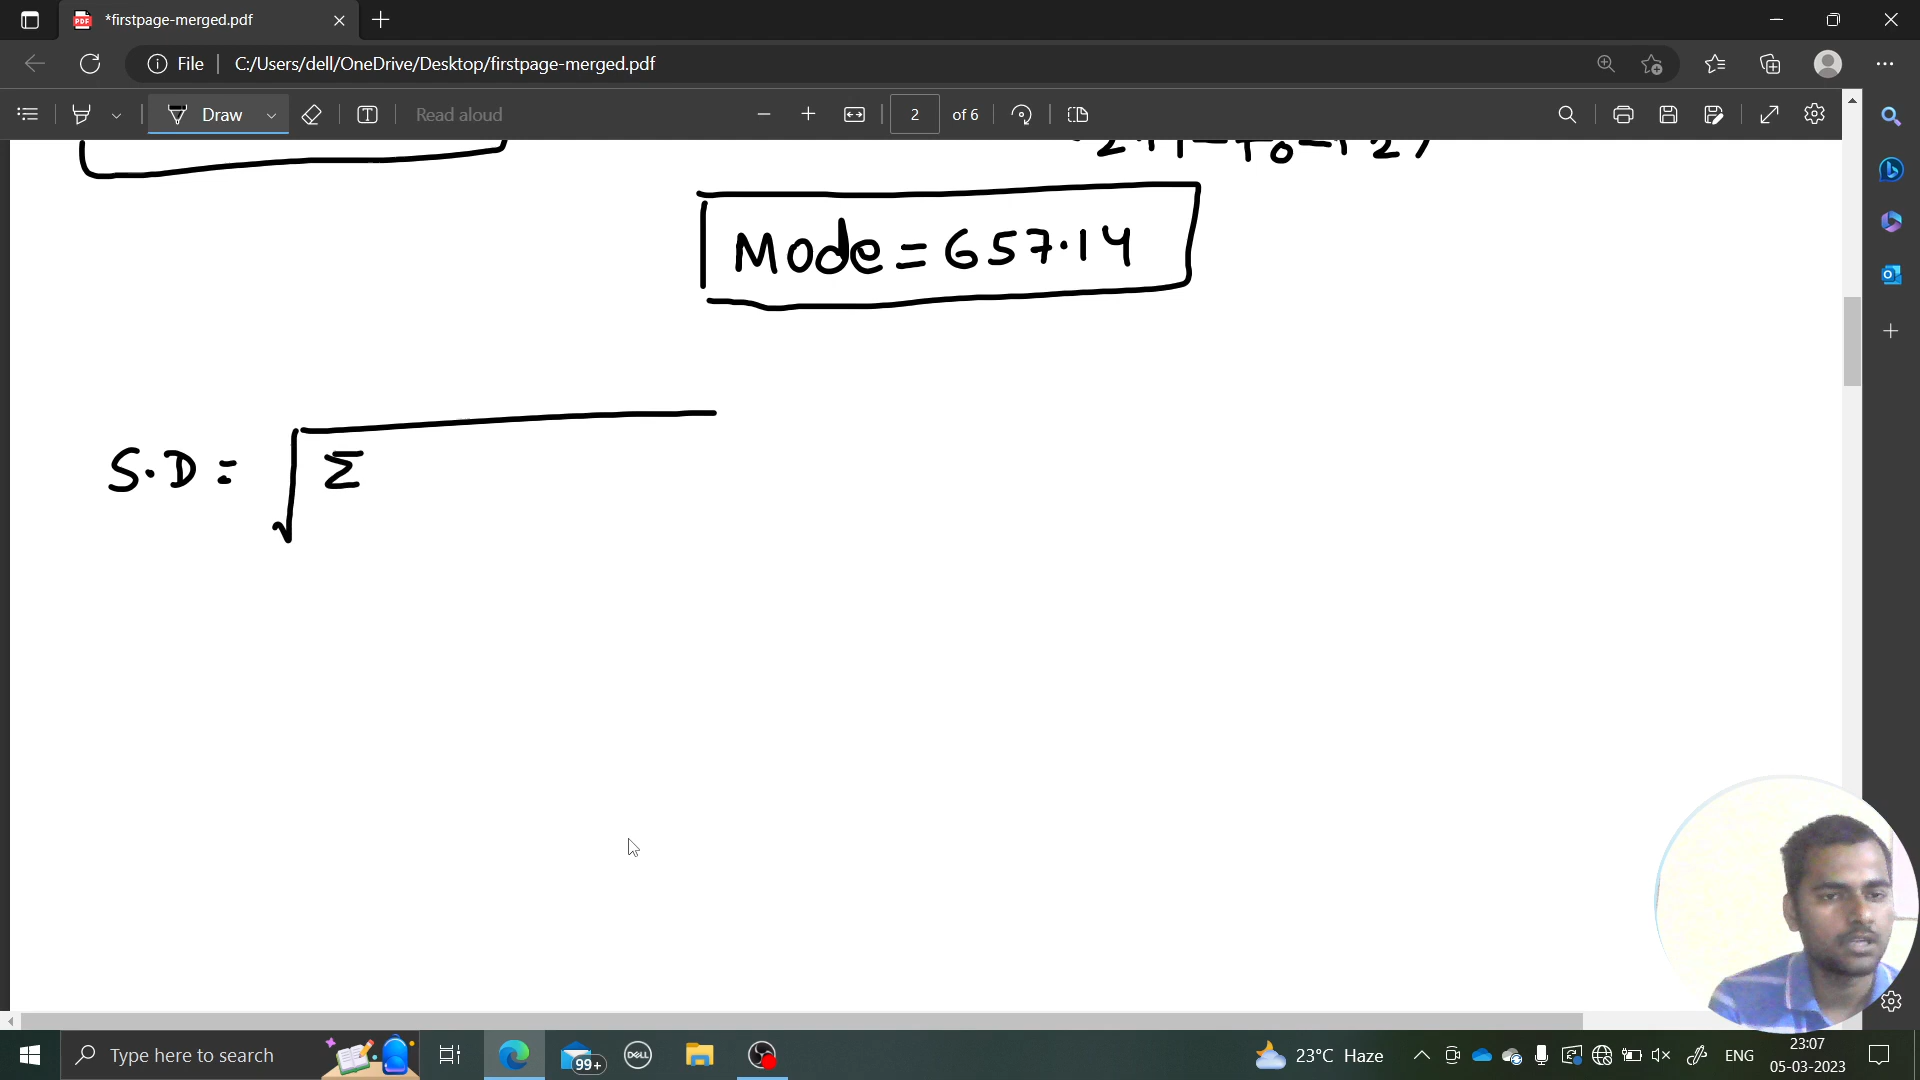 *firstpage-merged.pdf
File
C:/Users/dell/OneDrive/Desktop/firstpage-merged.pdf
Draw
Read aloud
2
of 6
Mode = 657.14
S.D = √ Σ
Type here to search
99+
DELL
23°C Haze
ENG
23:07
05-03-2023